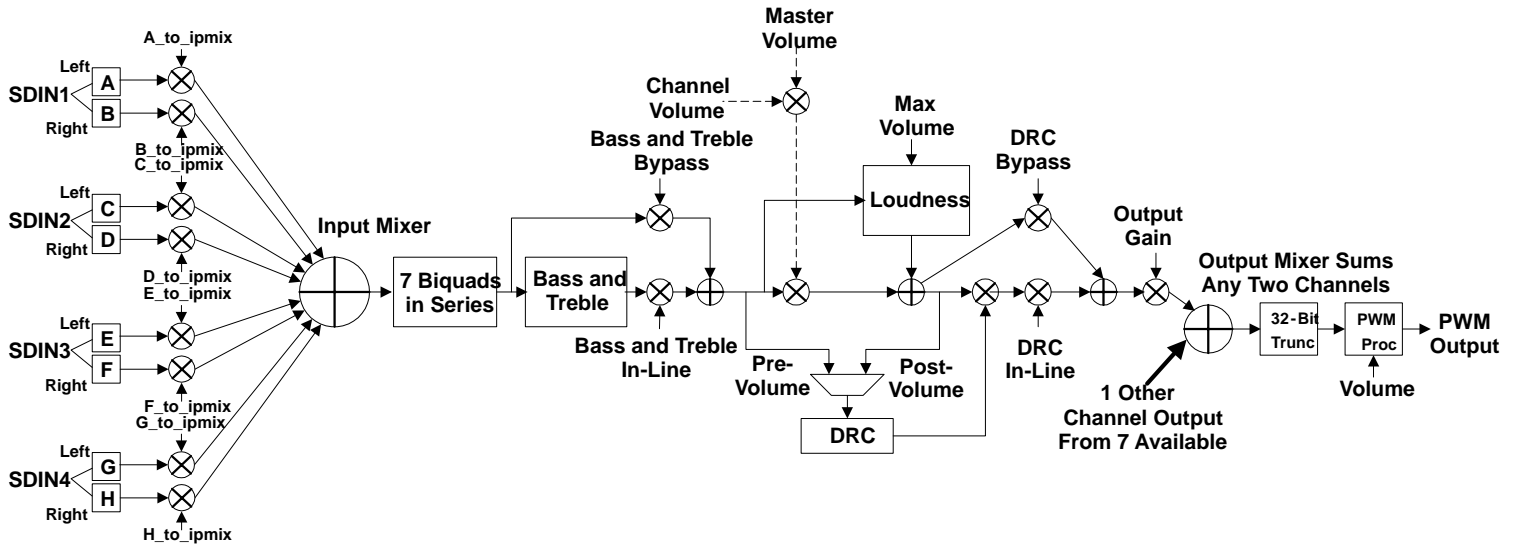 Master
Volume
A_to_ipmix
Left
A
SDIN1
B
Right
Channel
Volume
Max
Volume
B_to_ipmix
C_to_ipmix
Bass and Treble
Bypass
DRC
Bypass
Left
C
SDIN2
D
Right
Loudness
Input Mixer
Output
Gain
D_to_ipmix
E_to_ipmix
7 Biquads
in Series
Bass and
Treble
Output Mixer Sums
Any Two Channels
Left
E
SDIN3
F
Right
32-Bit
Trunc
PWM
Proc
PWM
Output
Bass and Treble
In-Line
Pre-
Volume
Post-
Volume
DRC
In-Line
Volume
F_to_ipmix
G_to_ipmix
1 Other
Channel Output
From 7 Available
DRC
Left
G
SDIN4
H
Right
H_to_ipmix